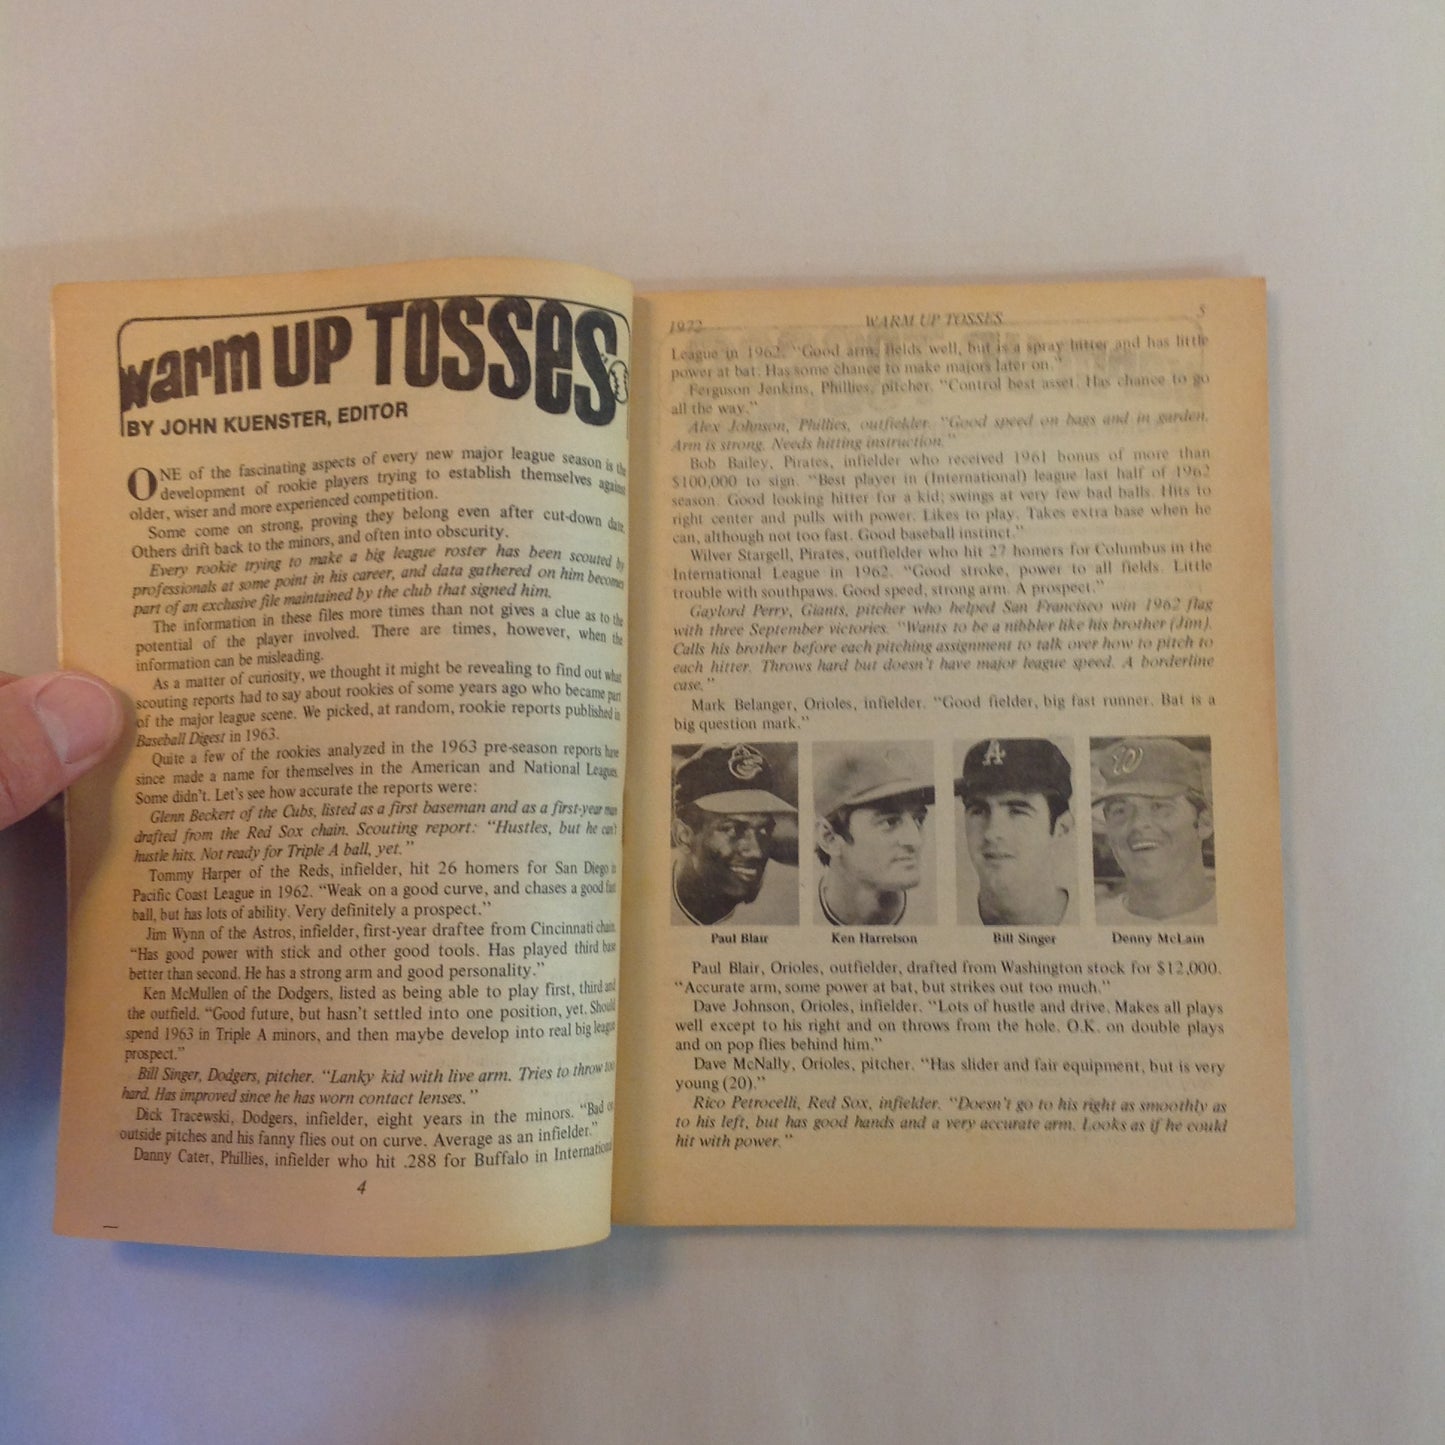 warm UP TOSSES
BY JOHN KUENSTER, EDITOR
ONE of the fascinating aspects of every new major league season is the
development of rookie players trying to establish themselves against
older, wiser and more experienced competition.
Some come on strong, proving they belong even after cut-down date.
Others drift back to the minors, and often into obscurity.
Every rookie trying to make a big league roster has been scouted by
professionals at some point in his career, and data gathered on him becomes
part of an exclusive file maintained by the club that signed him.
The information in these files more times than not gives a clue as to the
potential of the player involved. There are times, however, when the
information can be misleading.
As a matter of curiosity, we thought it might be revealing to find out what
scouting reports had to say about rookies of some years ago who became part
of the major league scene. We picked, at random, rookie reports published in
Baseball Digest in 1963.
Quite a few of the rookies analyzed in the 1963 pre-season reports have
since made a name for themselves in the American and National Leagues.
Some didn't. Let's see how accurate the reports were:
Glenn Beckert of the Cubs, listed as a first baseman and as a first-year man
drafted from the Red Sox chain. Scouting report: "Hustles, but he can't
hustle hits. Not ready for Triple A ball, yet."
Tommy Harper of the Reds, infielder, hit 26 homers for San Diego in
Pacific Coast League in 1962. "Weak on a good curve, and chases a good fast
ball, but has lots of ability. Very definitely a prospect."
Jim Wynn of the Astros, infielder, first-year draftee from Cincinnati chain.
"Has good power with stick and other good tools. Has played third base
better than second. He has a strong arm and good personality."
Ken McMullen of the Dodgers, listed as being able to play first, third and
the outfield. "Good future, but hasn't settled into one position, yet. Should
spend 1963 in Triple A minors, and then maybe develop into real big league
prospect."
Bill Singer, Dodgers, pitcher. "Lanky kid with live arm. Tries to throw too
hard. Has improved since he has worn contact lenses."
Dick Tracewski, Dodgers, infielder, eight years in the minors. "Bad on
outside pitches and his fanny flies out on curve. Average as an infielder."
Danny Cater, Phillies, infielder who hit .288 for Buffalo in International
4
1972 WARM UP TOSSES 5
League in 1962. "Good arm, fields well, but is a spray hitter and has little
power at bat. Has some chance to make majors later on."
Ferguson Jenkins, Phillies, pitcher. "Control best asset. Has chance to go
all the way."
Alex Johnson, Phillies, outfielder. "Good speed on bags and in garden.
Arm is strong. Needs hitting instruction."
Bob Bailey, Pirates, infielder who received 1961 bonus of more than
$100,000 to sign. "Best player in (International) league last half of 1962
season. Good looking hitter for a kid; swings at very few bad balls. Hits to
right center and pulls with power. Likes to play. Takes extra base when he
can, although not too fast. Good baseball instinct."
Wilver Stargell, Pirates, outfielder who hit 27 homers for Columbus in the
International League in 1962. "Good stroke, power to all fields. Little
trouble with southpaws. Good speed, strong arm. A prospect."
Gaylord Perry, Giants, pitcher who helped San Francisco win 1962 flag
with three September victories. "Wants to be a nibbler like his brother (Jim).
Calls his brother before each pitching assignment to talk over how to pitch to
each hitter. Throws hard but doesn't have major league speed. A borderline
case."
Mark Belanger, Orioles, infielder. "Good fielder, big fast runner. Bat is a
big question mark."
A
W
Paul Blair Ken Harrelson Bill Singer Denny McLain
Paul Blair, Orioles, outfielder, drafted from Washington stock for $12,000.
"Accurate arm, some power at bat, but strikes out too much."
Dave Johnson, Orioles, infielder. "Lots of hustle and drive. Makes all plays
well except to his right and on throws from the hole. O.K. on double plays
and on pop flies behind him."
Dave McNally, Orioles, pitcher. "Has slider and fair equipment, but is very
young (20)."
Rico Petrocelli, Red Sox, infielder. "Doesn't go to his right as smoothly as
to his left, but has good hands and a very accurate arm. Looks as if he could
hit with power."